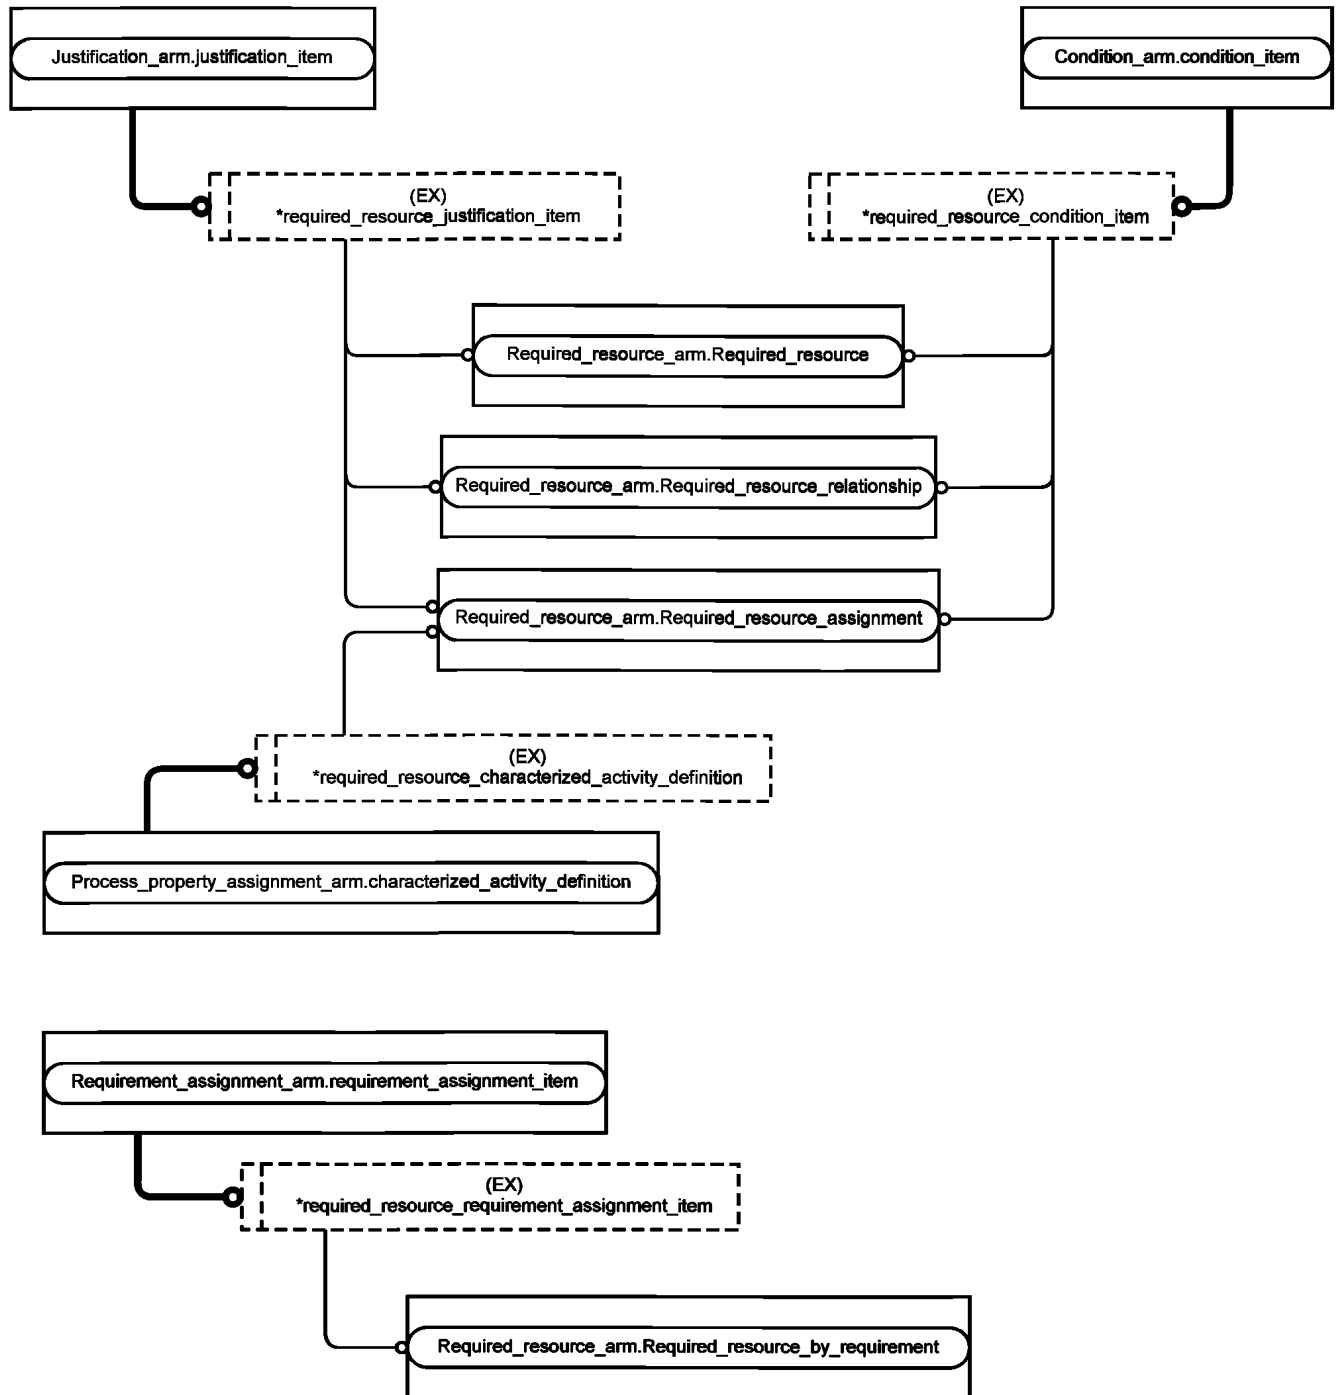 Justification_arm.justification_item
Condition_arm.condition_item
(EX)
*required_resource_justification_item
(EX)
*required_resource_condition_item
Required_resource_arm.Required_resource
Required_resource_arm.Required_resource_relationship
Required_resource_arm.Required_resource_assignment
(EX)
*required_resource_characterized_activity_definition
Process_property_assignment_arm.characterized_activity_definition
Requirement_assignment_arm.requirement_assignment_item
(EX)
*required_resource_requirement_assignment_item
Required_resource_arm.Required_resource_by_requirement